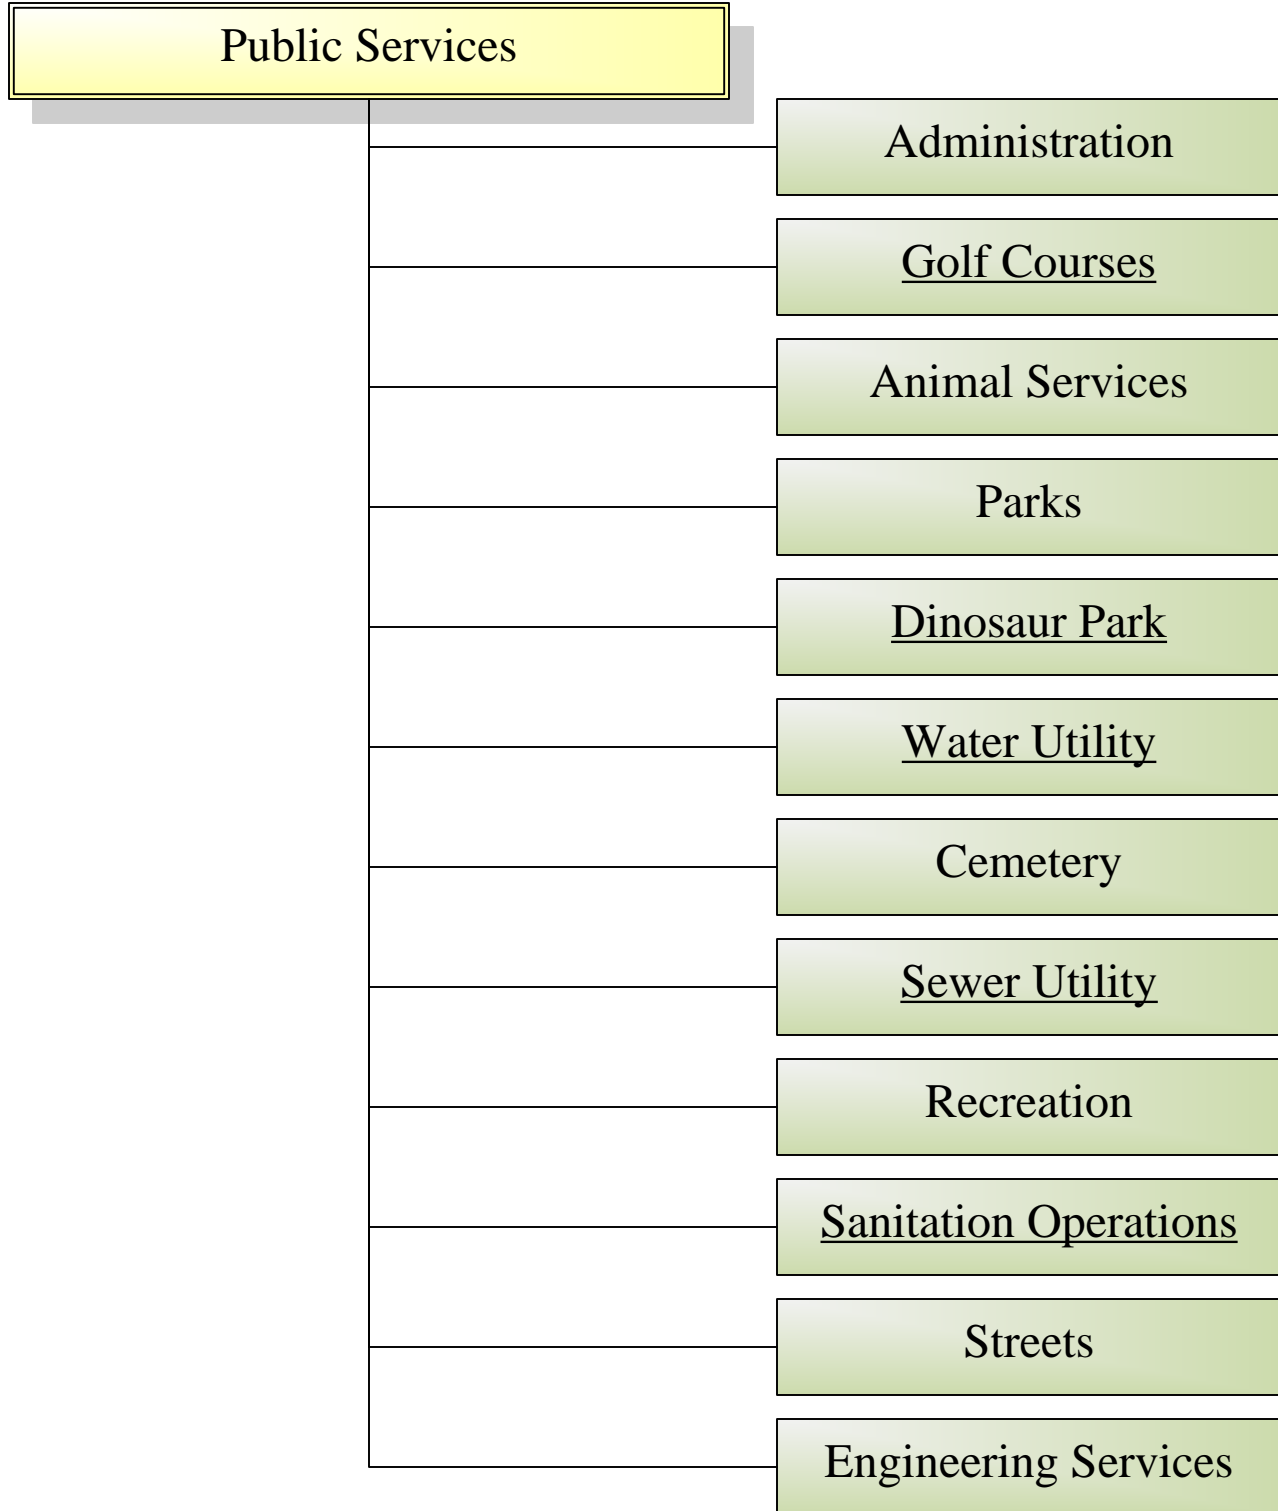 Public Services
Administration
Golf Courses
Animal Services
Parks
Dinosaur Park
Water Utility
Cemetery
Sewer Utility
Recreation
Sanitation Operations
Streets
Engineering Services